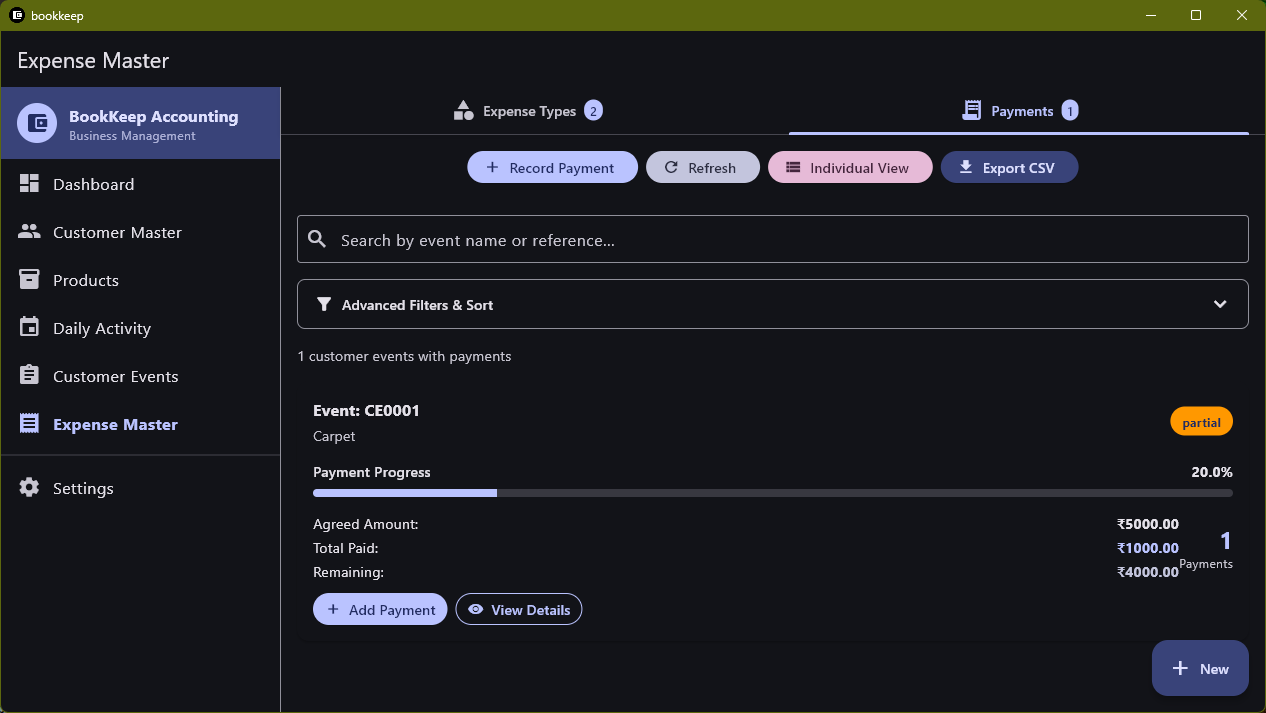 bookkeep
Expense Master
BookKeep Accounting
Business Management
Dashboard
Customer Master
Products
Daily Activity
Customer Events
Expense Master
Settings
Expense Types 2
Payments 1
Record Payment
Refresh
Individual View
Export CSV
Search by event name or reference...
Advanced Filters & Sort
1 customer events with payments
Event: CE0001
Carpet
partial
Payment Progress 20.0%
Agreed Amount: ₹5000.00
Total Paid: ₹1000.00
Remaining: ₹4000.00
1
Payments
+ Add Payment
View Details
+ New